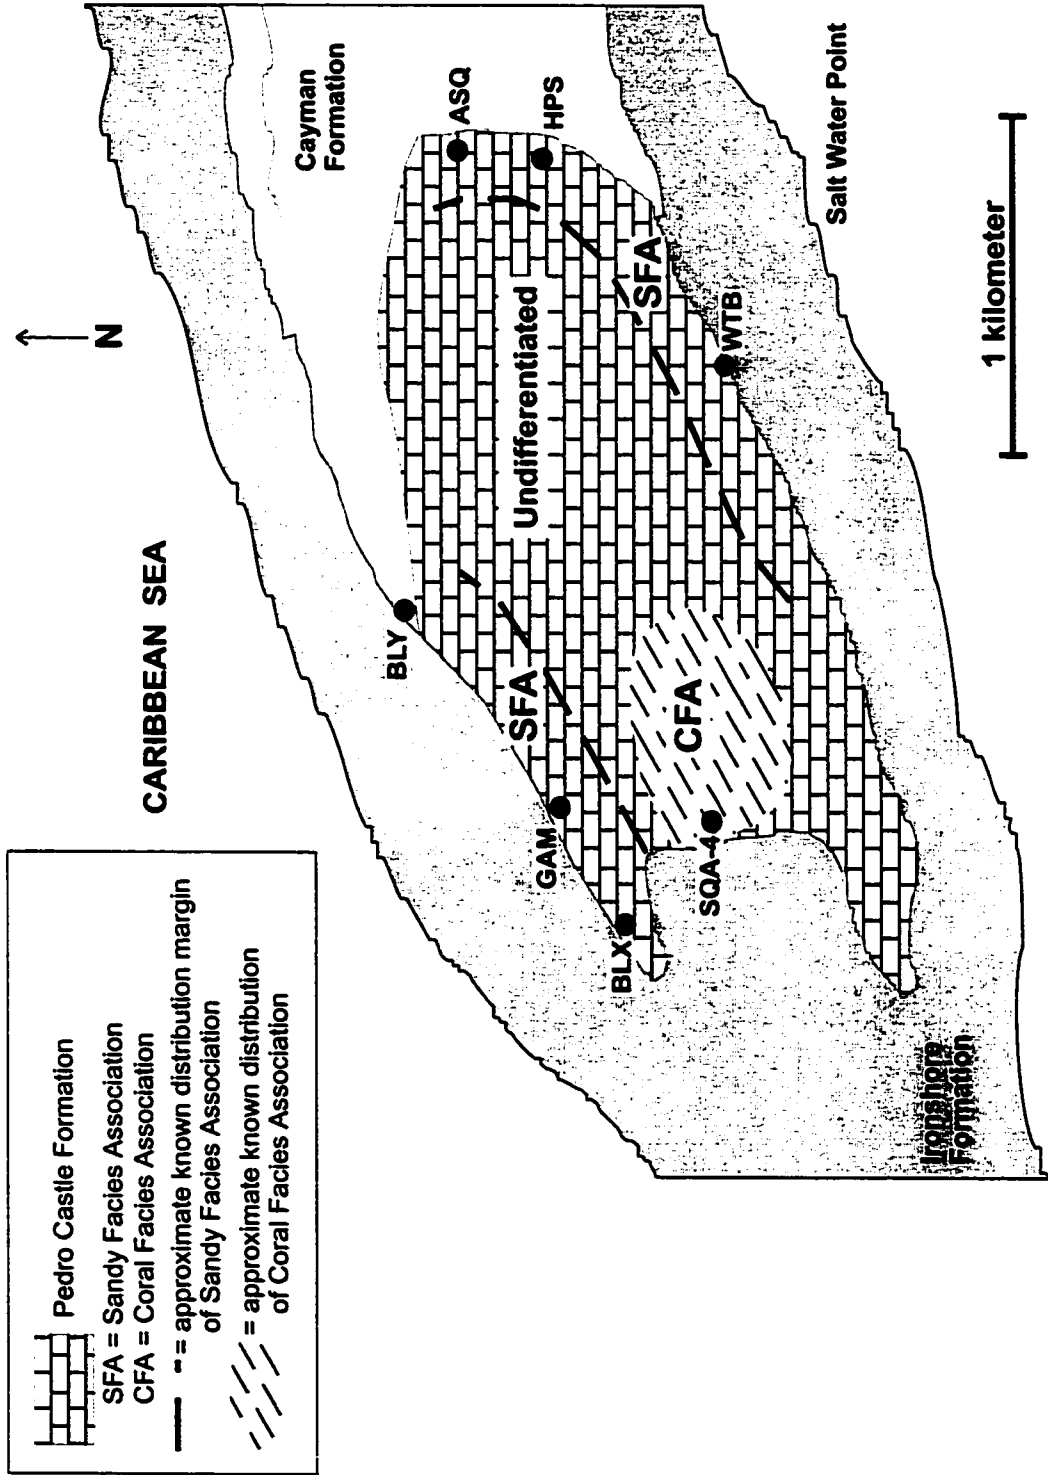 Pedro Castle Formation
SFA = Sandy Facies Association
CFA = Coral Facies Association
= approximate known distribution margin
of Sandy Facies Association
= approximate known distribution
of Coral Facies Association
CARIBBEAN SEA
N
Cayman
Formation
BLY
ASQ
HPS
Undifferentiated
SFA
SFA
GAM
CFA
WTB
BLX
SQA-4
Salt Water Point
Ironshore
Formation
1 kilometer